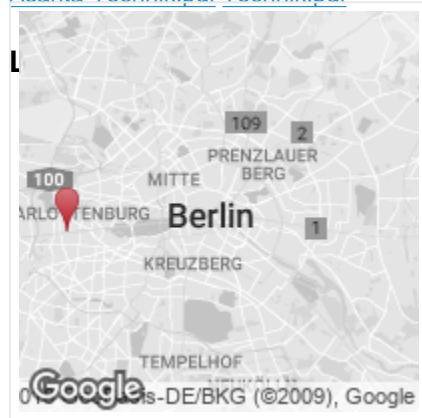 109
2
PRENZLAUER
BERG
100
MITTE
Berlin
1
KREUZBERG
TEMPELHOF
Google
-DE/BKG (©2009), Google